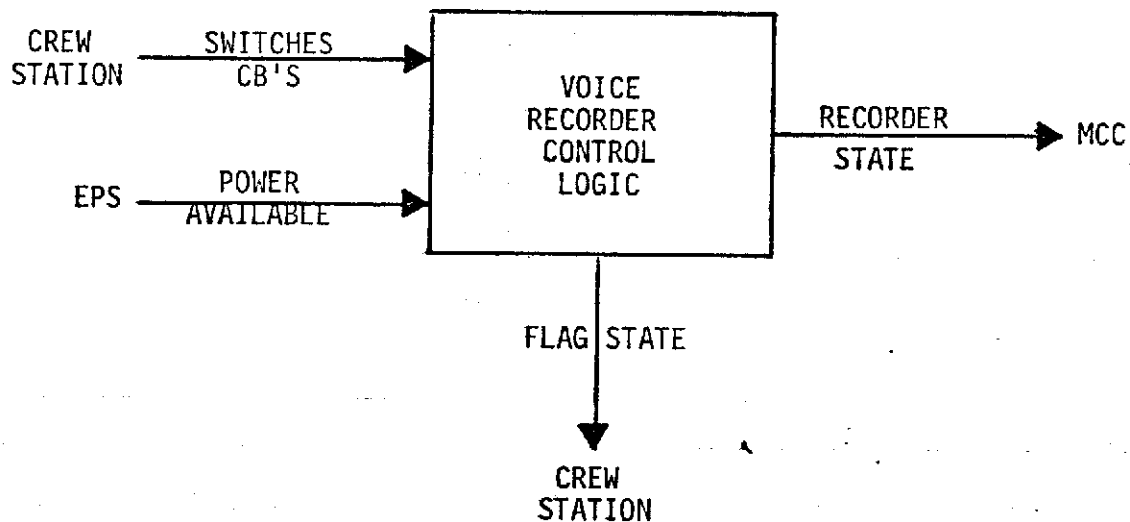 CREW
STATION
SWITCHES
CB'S
EPS
POWER
AVAILABLE
VOICE
RECORDER
CONTROL
LOGIC
RECORDER
STATE
MCC
FLAG STATE
CREW
STATION